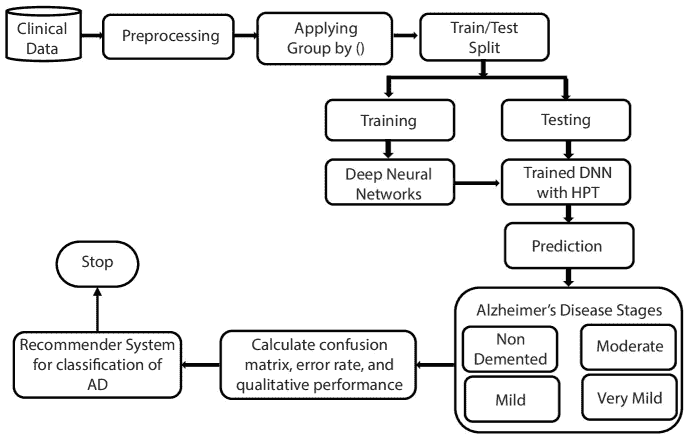 Clinical
Data
Preprocessing
Applying
Group by ()
Train/Test
Split
Training
Testing
Deep Neural
Networks
Trained DNN
with HPT
Prediction
Alzheimer's Disease Stages
Non
Demented
Moderate
Mild
Very Mild
Calculate confusion
matrix, error rate, and
qualitative performance
Recommender System
for classification of
AD
Stop